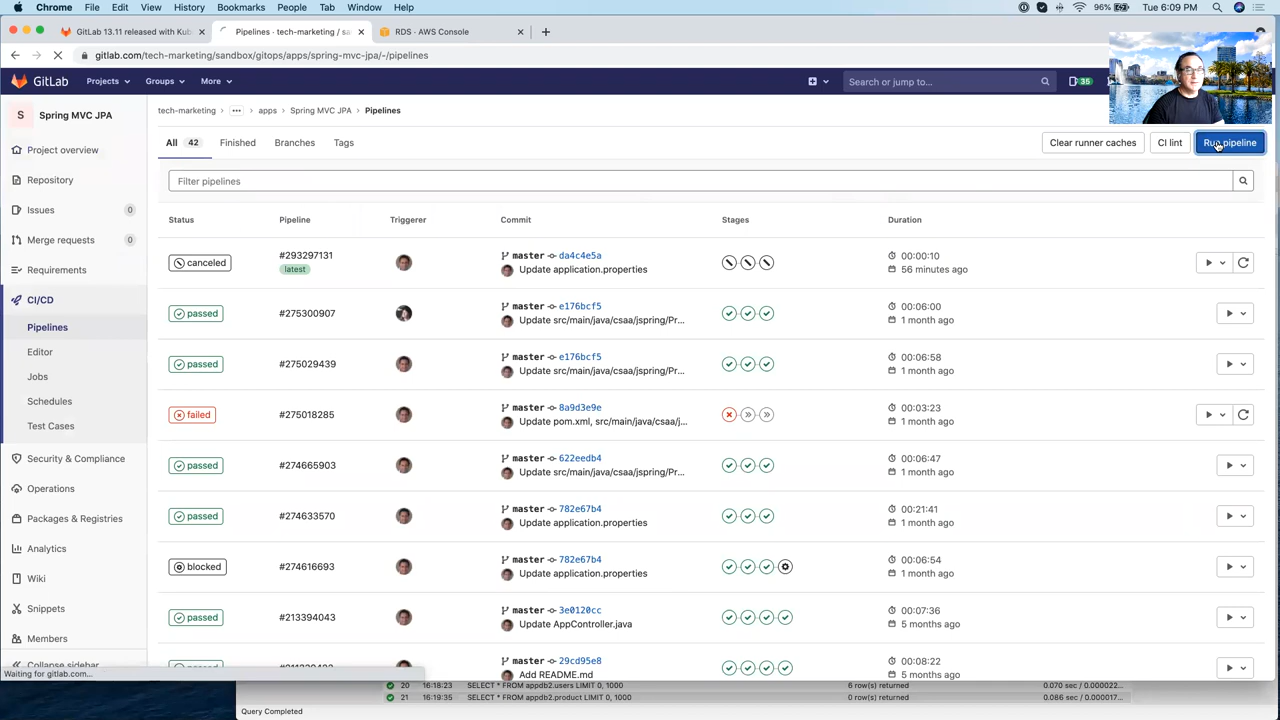 Chrome File Edit View History Bookmarks People Tab Window Help 96% Tue 6:09 PM
GitLab 13.11 released with Kub Pipelines · tech-marketing / sa RDS - AWS Console
gitlab.com/tech-marketing/sandbox/gitops/apps/spring-mvc-jpa/-/pipelines
GitLab Projects Groups More Search or jump to... 35
S Spring MVC JPA
tech-marketing ... apps Spring MVC JPA Pipelines
All 42 Finished Branches Tags Clear runner caches CI lint Run pipeline
Project overview
Repository
Issues 0
Merge requests 0
Requirements
CI/CD
Pipelines
Editor
Jobs
Schedules
Test Cases
Security & Compliance
Operations
Packages & Registries
Analytics
Wiki
Snippets
Members
Collapse sidebar
Filter pipelines
Status Pipeline Triggerer Commit Stages Duration
canceled #293297131 master da4c4e5a 00:00:10
latest Update application.properties 56 minutes ago
passed #275300907 master e176bcf5 00:06:00
Update src/main/java/csaa/jspring/Pr... 1 month ago
passed #275029439 master e176bcf5 00:06:58
Update src/main/java/csaa/jspring/Pr... 1 month ago
failed #275018285 master 8a9d3e9e 00:03:23
Update pom.xml, src/main/java/csaa/j... 1 month ago
passed #274665903 master 622eedb4 00:06:47
Update src/main/java/csaa/jspring/Pr... 1 month ago
passed #274633570 master 782e67b4 00:21:41
Update application.properties 1 month ago
blocked #274616693 master 782e67b4 00:06:54
Update application.properties 1 month ago
passed #213394043 master 3e0120cc 00:07:36
Update AppController.java 5 months ago
passed master 29cd95e8 00:08:22
Add README.md 5 months ago
Waiting for gitlab.com...
20 16:18:23 SELECT * FROM appdb2.users LIMIT 0, 1000 6 row(s) returned 0.070 sec / 0.000022...
21 16:19:35 SELECT * FROM appdb2.product LIMIT 0, 1000 4 row(s) returned 0.086 sec / 0.000017...
Query Completed